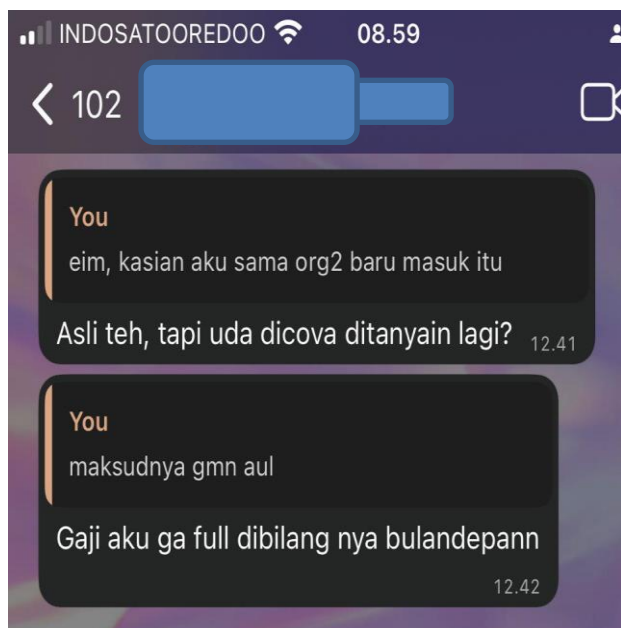 INDOSATOOREDOO 08.59
102
You
eim, kasian aku sama org2 baru masuk itu
Asli teh, tapi uda dicova ditanyain lagi? 12.41
You
maksudnya gmn aul
Gaji aku ga full dibilang nya bulandepann
12.42